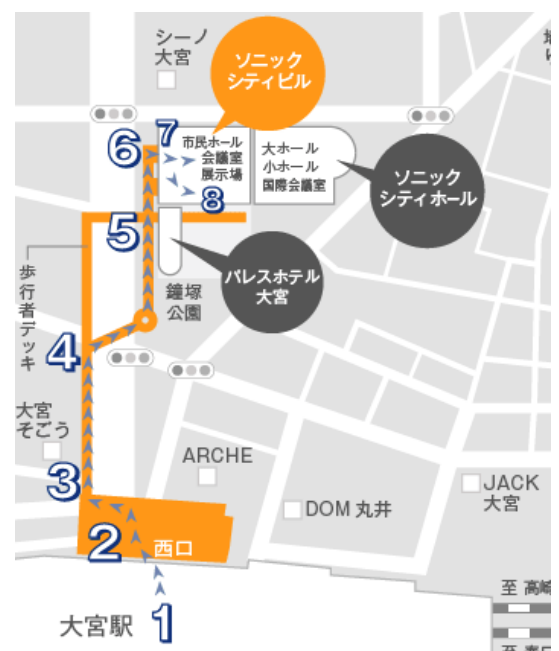 シーノ
大宮
ソニック
シティビル
7
6
市民ホール
会議室
展示場
8
大ホール
小ホール
国際会議室
ソニック
シティホール
5
パレスホテル
大宮
鐘塚
公園
歩行者デッキ
4
大宮
そごう
3
ARCHE
DOM 丸井
JACK
大宮
2
西口
1
大宮駅
至 高崎